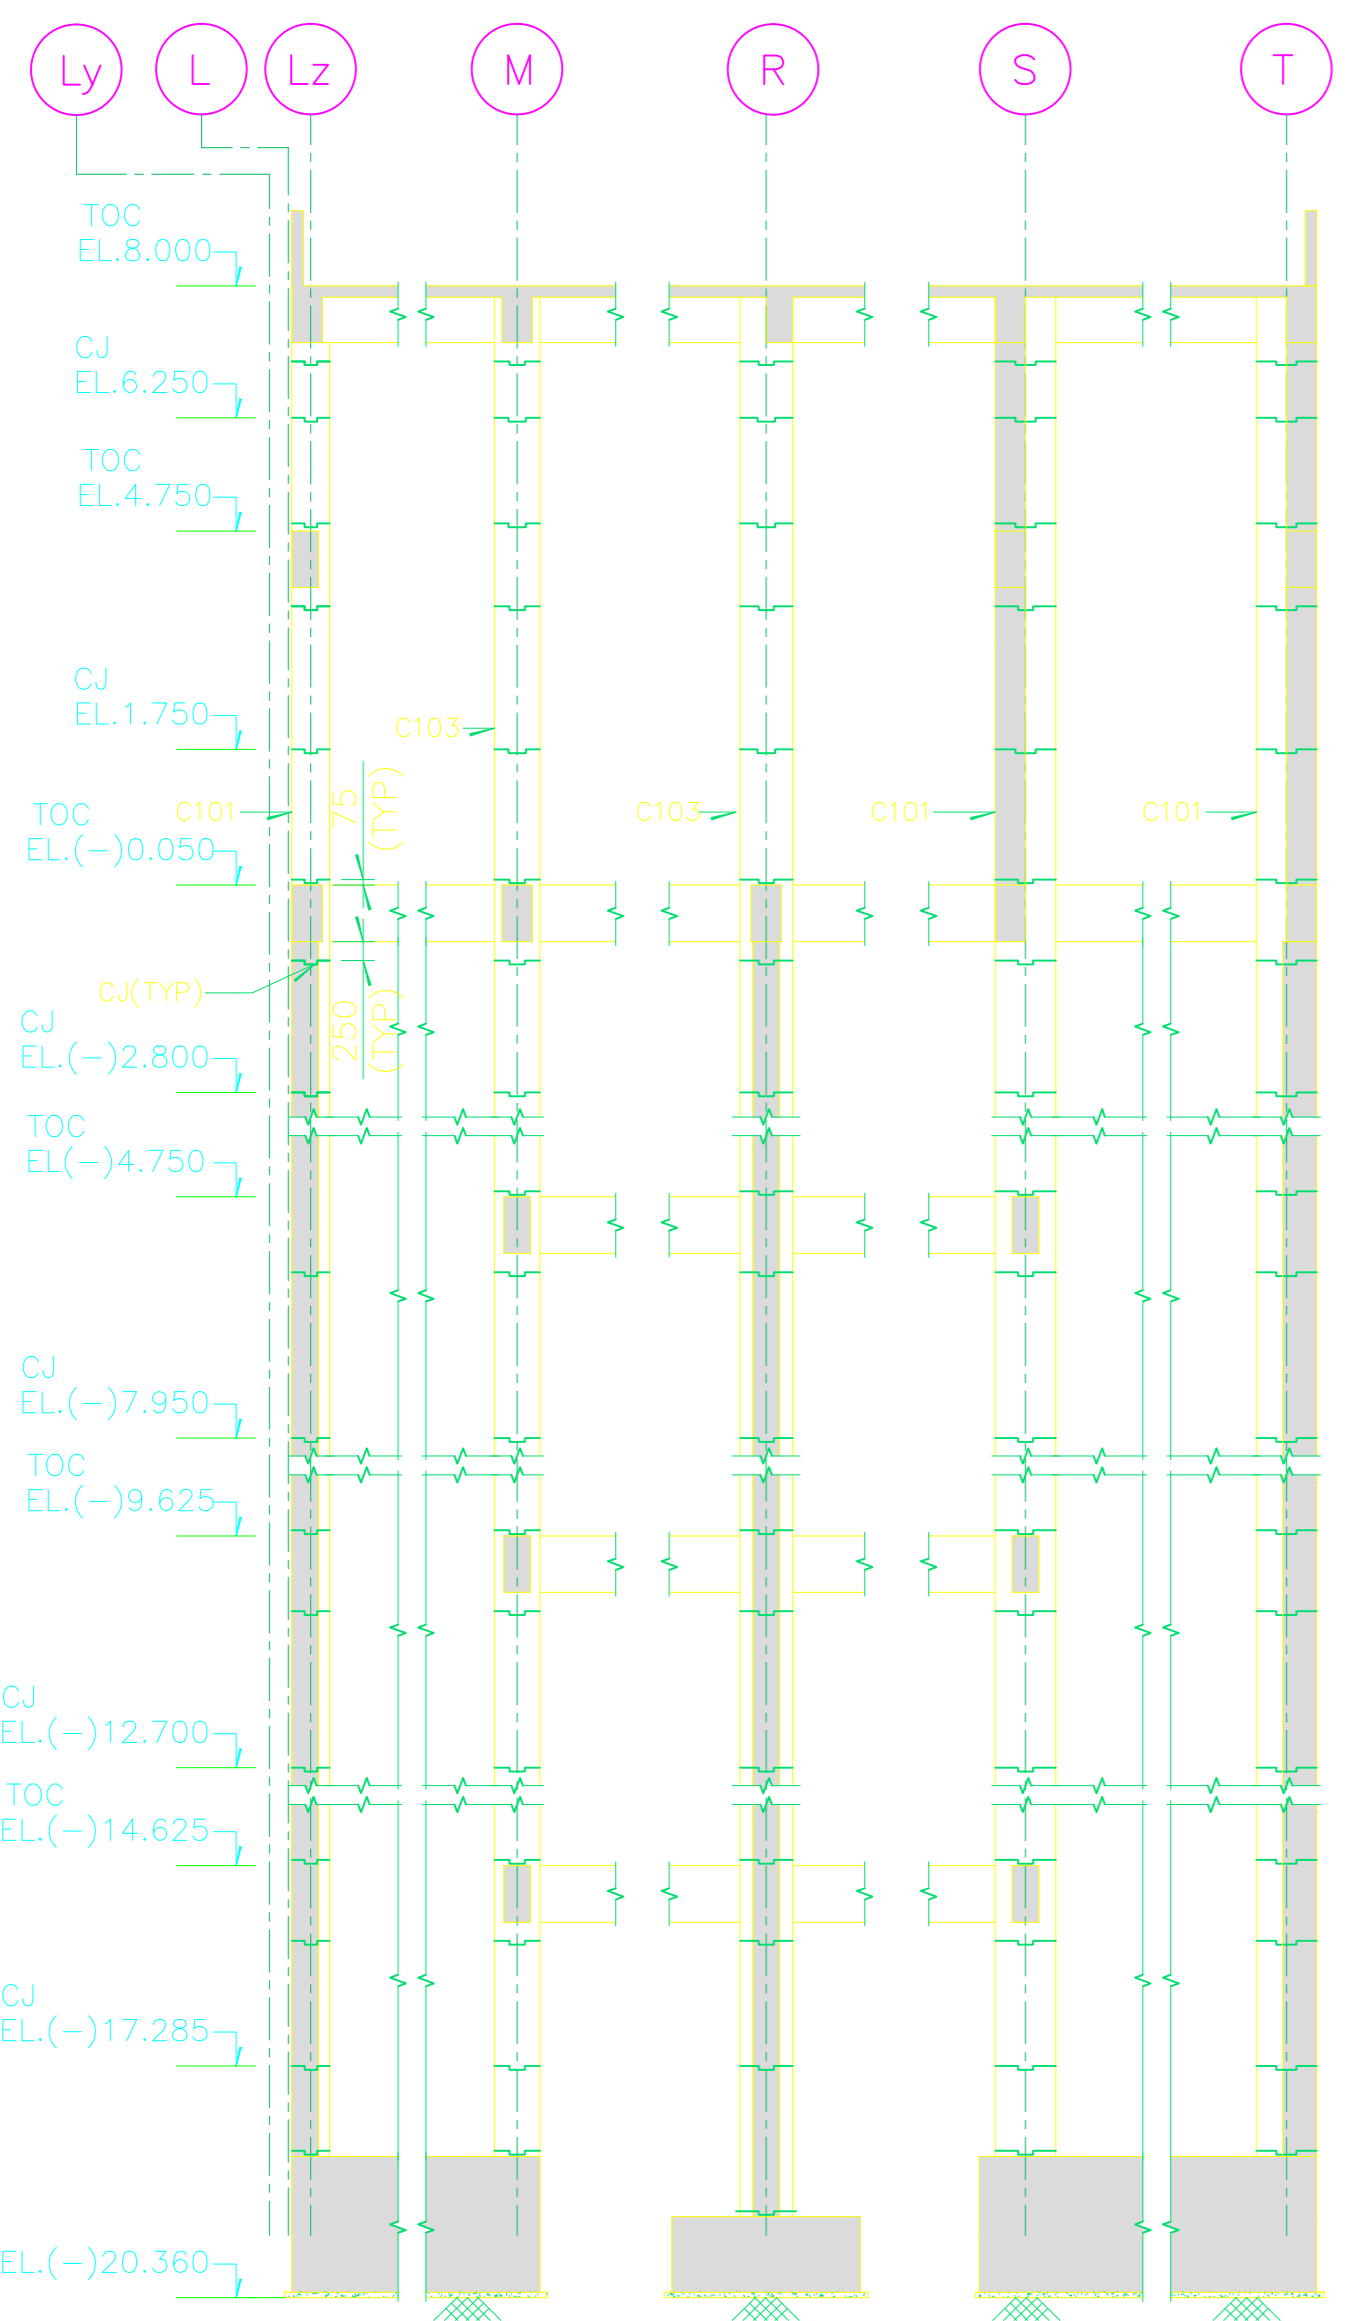 Ly L Lz M R S T
TOC
EL.8.000
CJ
EL.6.250
TOC
EL.4.750
CJ
EL.1.750
C103
TOC
EL.(-)0.050
C101
75
(TYP)
C103
C101
C101
CJ(TYP)
250
(TYP)
CJ
EL.(-)2.800
TOC
EL(-)4.750
CJ
EL.(-)7.950
TOC
EL.(-)9.625
CJ
EL.(-)12.700
TOC
EL.(-)14.625
CJ
EL.(-)17.285
EL.(-)20.360